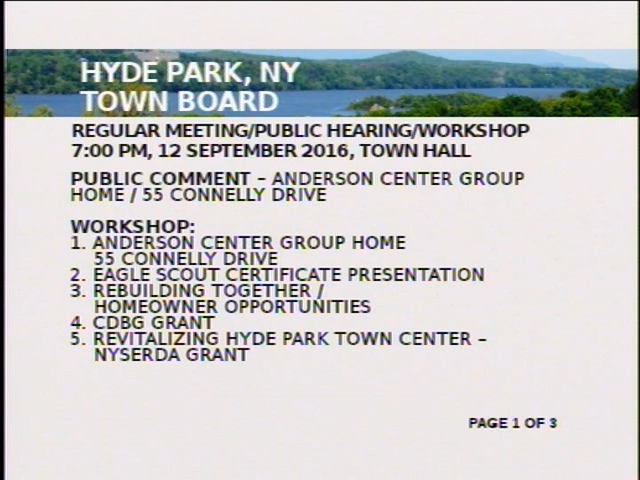 HYDE PARK, NY
TOWN BOARD
REGULAR MEETING/PUBLIC HEARING/WORKSHOP
7:00 PM, 12 SEPTEMBER 2016, TOWN HALL
PUBLIC COMMENT – ANDERSON CENTER GROUP
HOME / 55 CONNELLY DRIVE
WORKSHOP:
1. ANDERSON CENTER GROUP HOME
55 CONNELLY DRIVE
2. EAGLE SCOUT CERTIFICATE PRESENTATION
3. REBUILDING TOGETHER /
HOMEOWNER OPPORTUNITIES
4. CDBG GRANT
5. REVITALIZING HYDE PARK TOWN CENTER –
NYSERDA GRANT
PAGE 1 OF 3